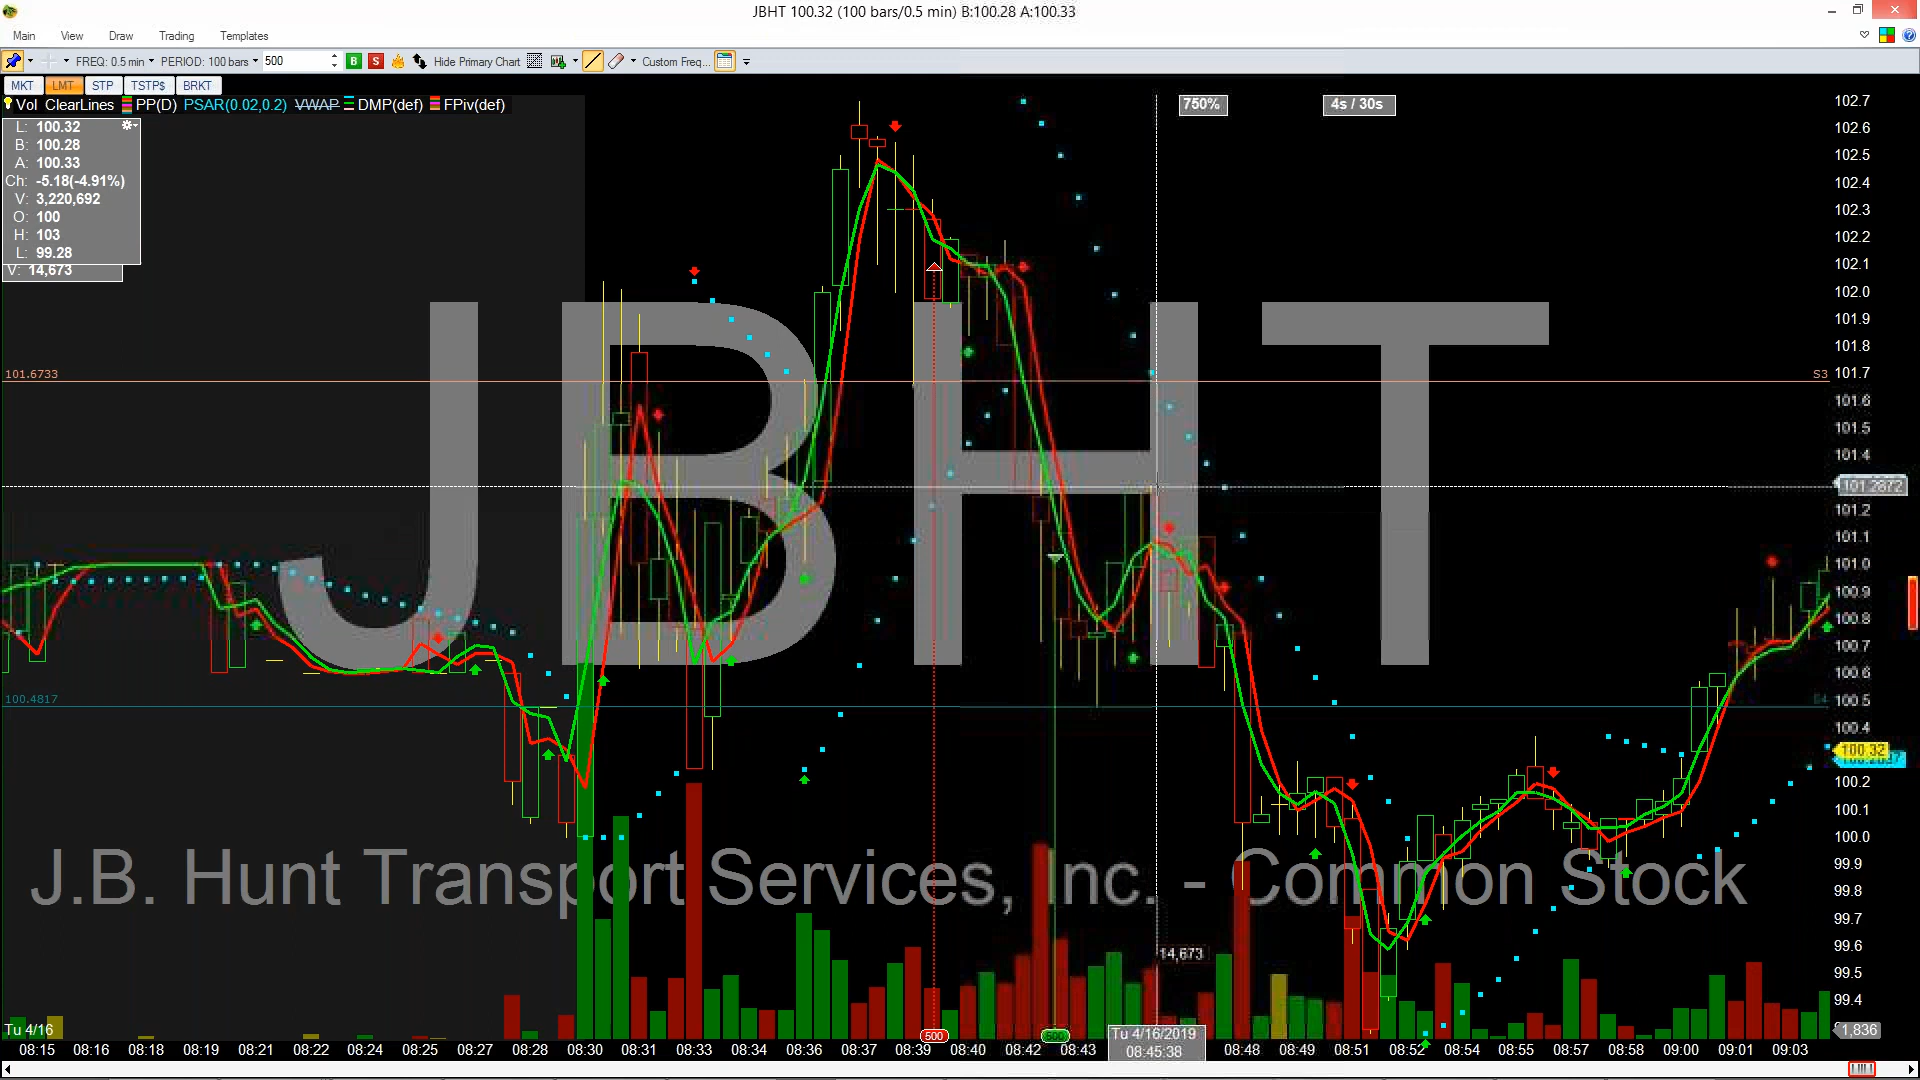 JBHT 100.32 (100 bars/0.5 min) B:100.28 A:100.33
Main View Draw Trading Templates
FREQ: 0.5 min PERIOD: 100 bars 500 B S Hide Primary Chart Custom Freq...
MKT LMT STP TSTP$ BRKT
Vol ClearLines PP(D) PSAR(0.02,0.2) VWAP DMP(def) FPiv(def)
750% 4s / 30s
L: 100.32
B: 100.28
A: 100.33
Ch: -5.18(-4.91%)
V: 3,220,692
O: 100
H: 103
L: 99.28
V: 14,673
101.6733
S3
100.4817
JBHT
J.B. Hunt Transport Services, Inc. - Common Stock
102.7
102.6
102.5
102.4
102.3
102.2
102.1
102.0
101.9
101.8
101.7
101.6
101.5
101.4
101.2872
101.2
101.1
101.0
100.9
100.8
100.7
100.6
100.5
100.4
100.32
100.2
100.1
100.0
99.9
99.8
99.7
99.6
99.5
99.4
1,836
14,673
500
500
Tu 4/16
Tu 4/16/2019
08:45:38
08:15 08:16 08:18 08:19 08:21 08:22 08:24 08:25 08:27 08:28 08:30 08:31 08:33 08:34 08:36 08:37 08:39 08:40 08:42 08:43 08:48 08:49 08:51 08:52 08:54 08:55 08:57 08:58 09:00 09:01 09:03